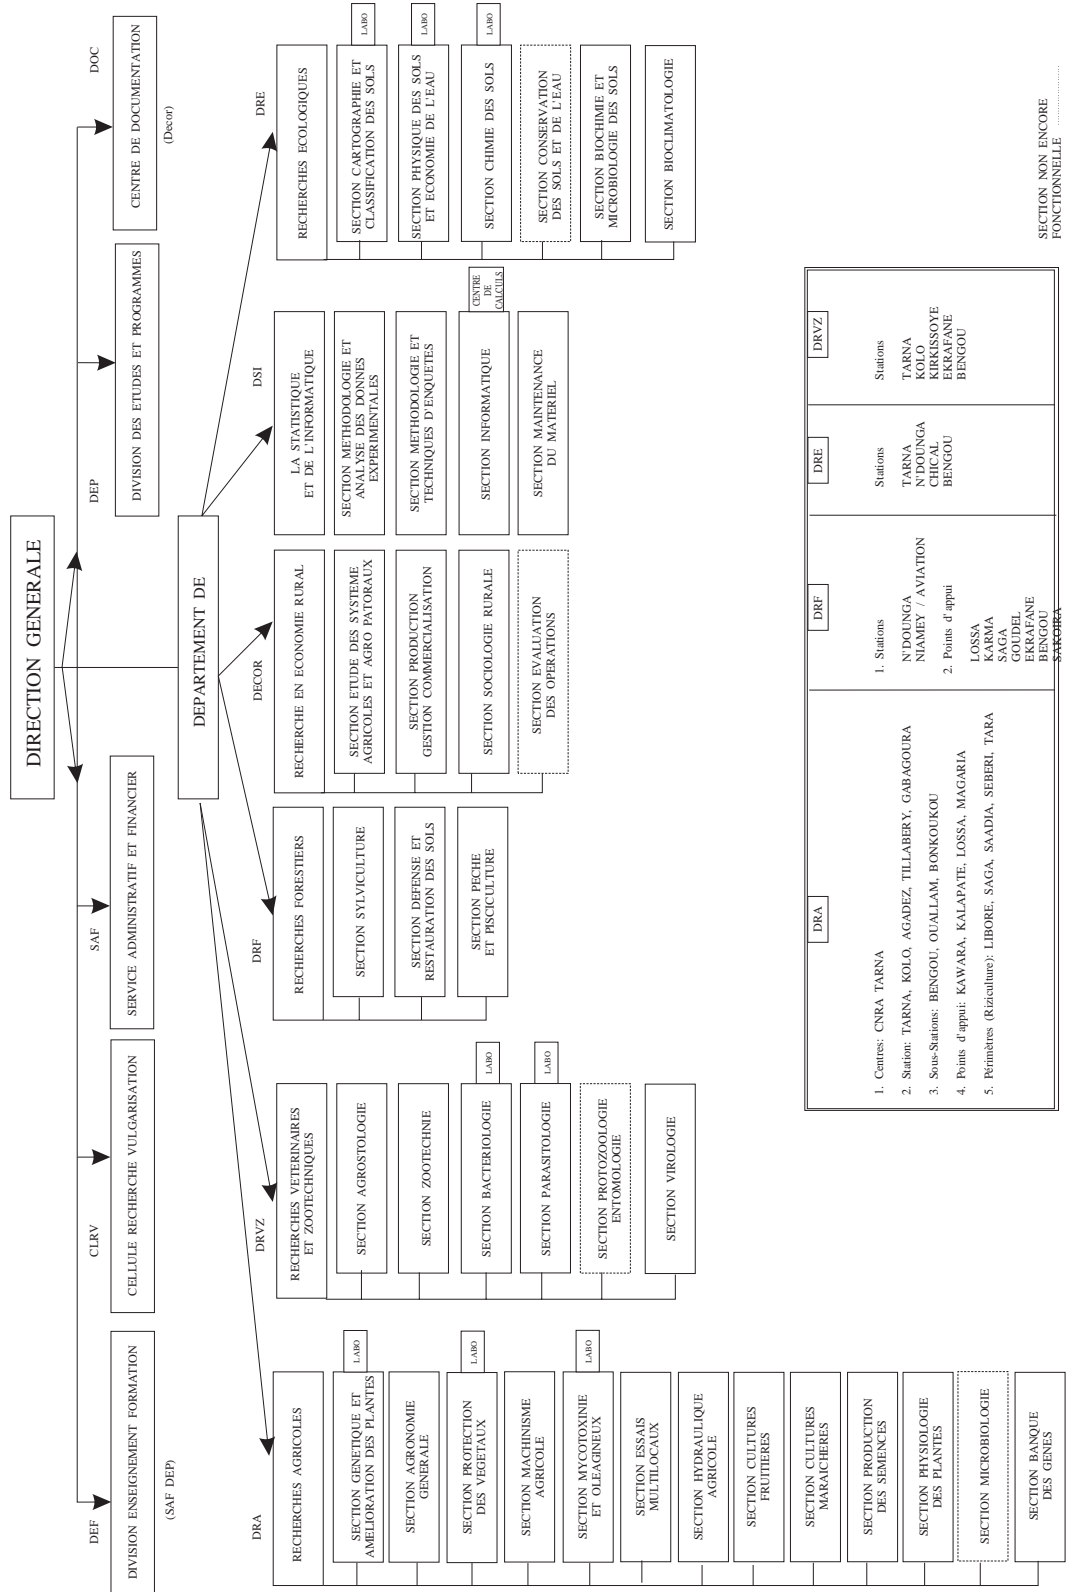 DIRECTION GENERALE
DEF
DIVISION ENSEIGNEMENT FORMATION
(SAF DEP)
CLRV
CELLULE RECHERCHE VULGARISATION
SAF
SERVICE ADMINISTRATIF ET FINANCIER
DEP
DIVISION DES ETUDES ET PROGRAMMES
DOC
CENTRE DE DOCUMENTATION
(Decor)
DEPARTEMENT DE
DRA
RECHERCHES AGRICOLES
SECTION GENETIQUE ET
AMELIORATION DES PLANTES
LABO
SECTION AGRONOMIE
GENERALE
SECTION PROTECTION
DES VEGETAUX
LABO
SECTION MACHINISME
AGRICOLE
SECTION MYCOTOXINIE
ET OLEAGINEUX
LABO
SECTION ESSAIS
MULTILOCAUX
SECTION HYDRAULIQUE
AGRICOLE
SECTION CULTURES
FRUITIERES
SECTION CULTURES
MARAICHERES
SECTION PRODUCTION
DES SEMENCES
SECTION PHYSIOLOGIE
DES PLANTES
SECTION MICROBIOLOGIE
SECTION BANQUE
DES GENES
DRVZ
RECHERCHES VETERINAIRES
ET ZOOTECHNIQUES
SECTION AGROSTOLOGIE
SECTION ZOOTECHNIE
SECTION BACTERIOLOGIE
LABO
SECTION PARASITOLOGIE
LABO
SECTION PROTOZOOLOGIE
ENTOMOLOGIE
SECTION VIROLOGIE
DRF
RECHERCHES FORESTIERS
SECTION SYLVICULTURE
SECTION DEFENSE ET
RESTAURATION DES SOLS
SECTION PECHE
ET PISCICULTURE
DECOR
RECHERCHE EN ECONOMIE RURAL
SECTION ETUDE DES SYSTEME
AGRICOLES ET AGRO PATORAUX
SECTION PRODUCTION
GESTION COMMERCIALISATION
SECTION SOCIOLOGIE RURALE
SECTION EVALUATION
DES OPERATIONS
DSI
LA STATISTIQUE
ET DE L'INFORMATIQUE
SECTION METHODOLOGIE ET
ANALYSE DES DONNES
EXPERIMENTALES
SECTION METHODOLOGIE ET
TECHNIQUES D'ENQUETES
SECTION INFORMATIQUE
CENTRE
DE
CALCULS
SECTION MAINTENANCE
DU MATERIEL
DRE
RECHERCHES ECOLOGIQUES
SECTION CARTOGRAPHIE ET
CLASSIFICATION DES SOLS
LABO
SECTION PHYSIQUE DES SOLS
ET ECONOMIE DE L'EAU
LABO
SECTION CHIMIE DES SOLS
LABO
SECTION CONSERVATION
DES SOLS ET DE L'EAU
SECTION BIOCHIMIE ET
MICROBIOLOGIE DES SOLS
SECTION BIOCLIMATOLOGIE
DRA
1. Centres: CNRA TARNA
2. Station: TARNA, KOLO, AGADEZ, TILLABERY, GABAGOURA
3. Sous-Stations: BENGOU, OUALLAM, BONKOUKOU
4. Points d'appui: KAWARA, KALAPATE, LOSSA, MAGARIA
5. Périmètres (Riziculture): LIBORE, SAGA, SAADIA, SEBERI, TARA
DRF
1. Stations
N'DOUNGA
NIAMEY / AVIATION
2. Points d'appui
LOSSA
KARMA
SAGA
GOUDEL
EKRAFANE
BENGOU
SAKOIRA
DRE
Stations
TARNA
N'DOUNGA
CHICAL
BENGOU
DRVZ
Stations
TARNA
KOLO
KIRKISSOYE
EKRAFANE
BENGOU
SECTION NON ENCORE
FONCTIONNELLE ....................